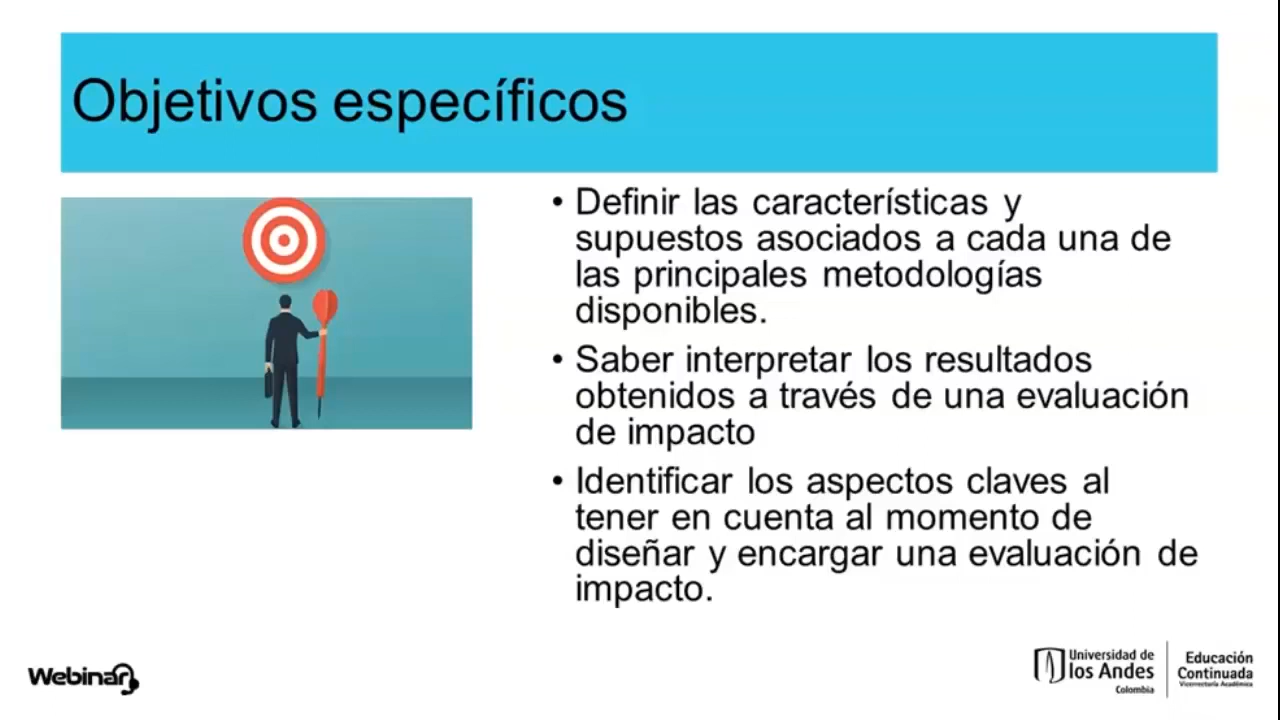 Objetivos específicos
• Definir las características y
supuestos asociados a cada una de
las principales metodologías
disponibles.
• Saber interpretar los resultados
obtenidos a través de una evaluación
de impacto
• Identificar los aspectos claves al
tener en cuenta al momento de
diseñar y encargar una evaluación de
impacto.
Webinar
Universidad de
los Andes
Colombia
Educación
Continuada
Vicerrectoría Académica